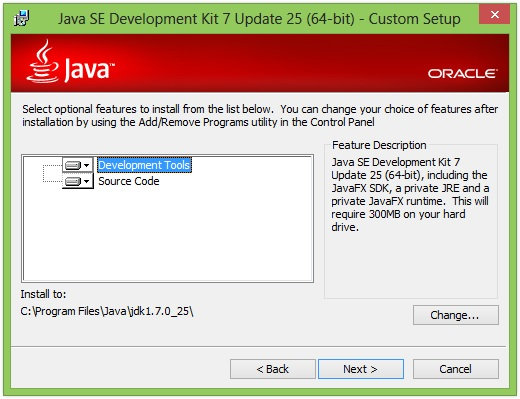 Java SE Development Kit 7 Update 25 (64-bit) - Custom Setup
Java™
ORACLE
Select optional features to install from the list below.  You can change your choice of features after
installation by using the Add/Remove Programs utility in the Control Panel
Development Tools
Source Code
Feature Description
Java SE Development Kit 7
Update 25 (64-bit), including the
JavaFX SDK, a private JRE and a
private JavaFX runtime.  This will
require 300MB on your hard
drive.
Install to:
C:\Program Files\Java\jdk1.7.0_25\
Change...
< Back
Next >
Cancel